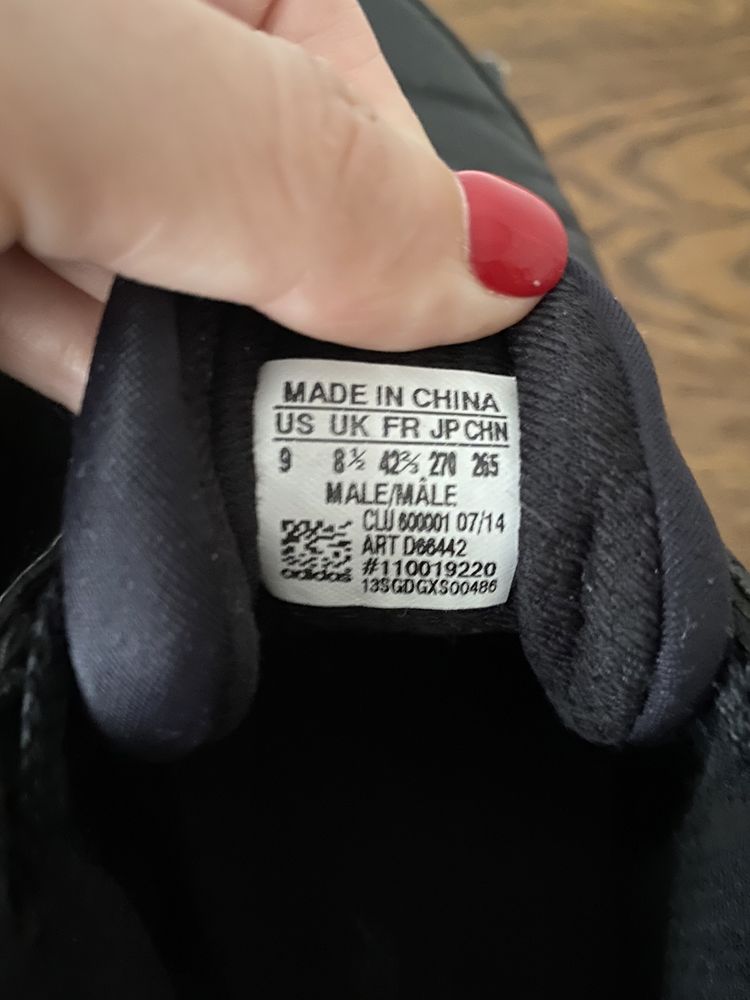 MADE IN CHINA
US UK FR JP CHN
9 8½ 42⅔ 270 265
MALE/MÂLE
CLU 600001 07/14
ART D66442
#110019220
13SGDGXS00486
adidas